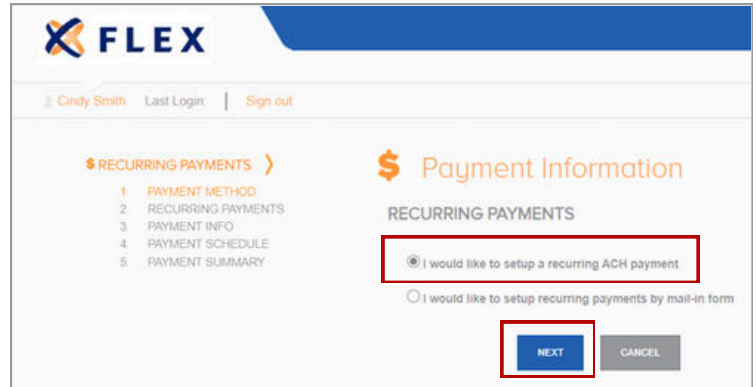 FLEX
Cindy Smith Last Login: | Sign out
$ RECURRING PAYMENTS
1. PAYMENT METHOD
2. RECURRING PAYMENTS
3. PAYMENT INFO
4. PAYMENT SCHEDULE
5. PAYMENT SUMMARY
$ Payment Information
RECURRING PAYMENTS
I would like to setup a recurring ACH payment
I would like to setup recurring payments by mail-in form
NEXT CANCEL